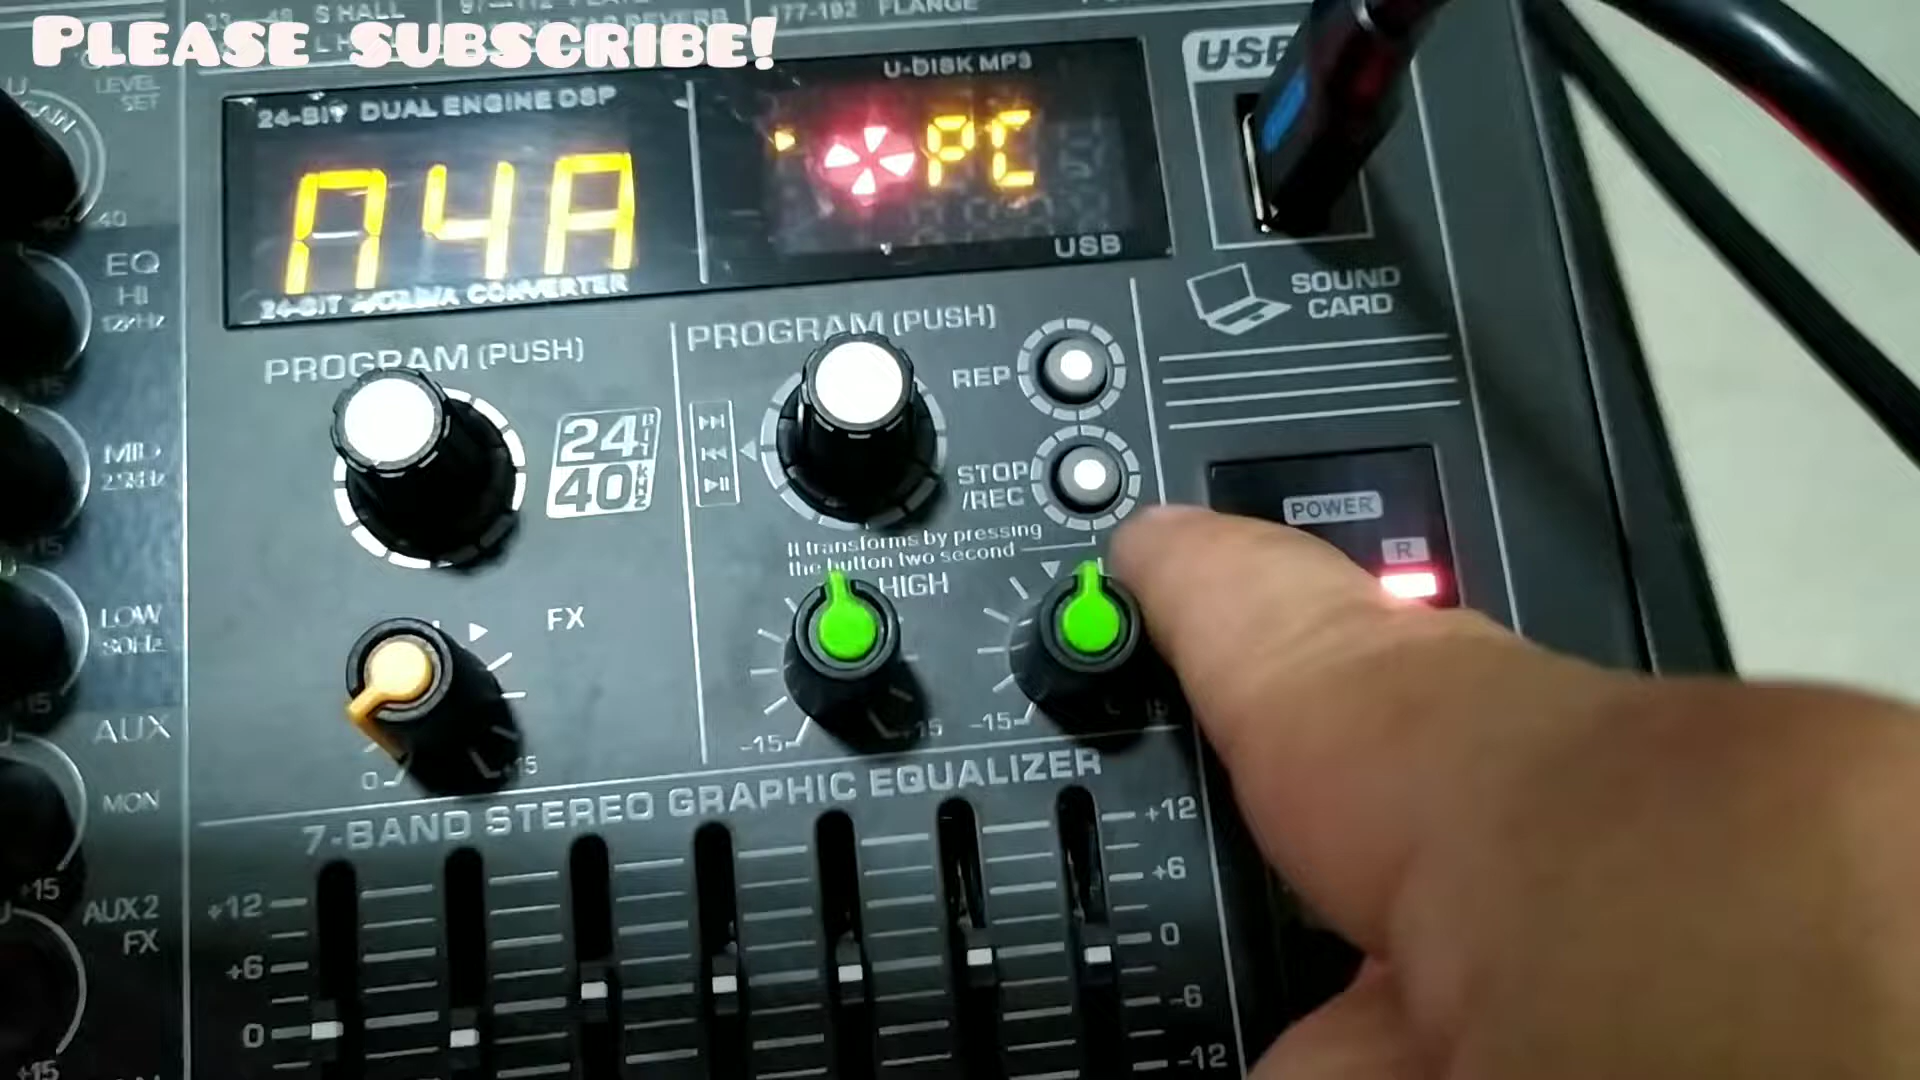 PLEASE SUBSCRIBE!
S HALL
177-192 FLANGE
LEVEL
SET
GAIN
-40
24-BIT DUAL ENGINE DSP
U-DISK MP3
USB
N4A
PC
USB
24-BIT CONVERTER
SOUND
CARD
EQ
HI
12kHz
+15
PROGRAM (PUSH)
PROGRAM (PUSH)
REP
24 BIT
40 KHZ
STOP
/REC
POWER
R
MID
+15
It transforms by pressing
the button two second
HIGH
LOW
80Hz
+15
FX
AUX
MON
0
+15
-15
+15
-15
15
7-BAND STEREO GRAPHIC EQUALIZER
+15
AUX2
FX
+12
+6
0
+12
+6
0
-6
-12
+15